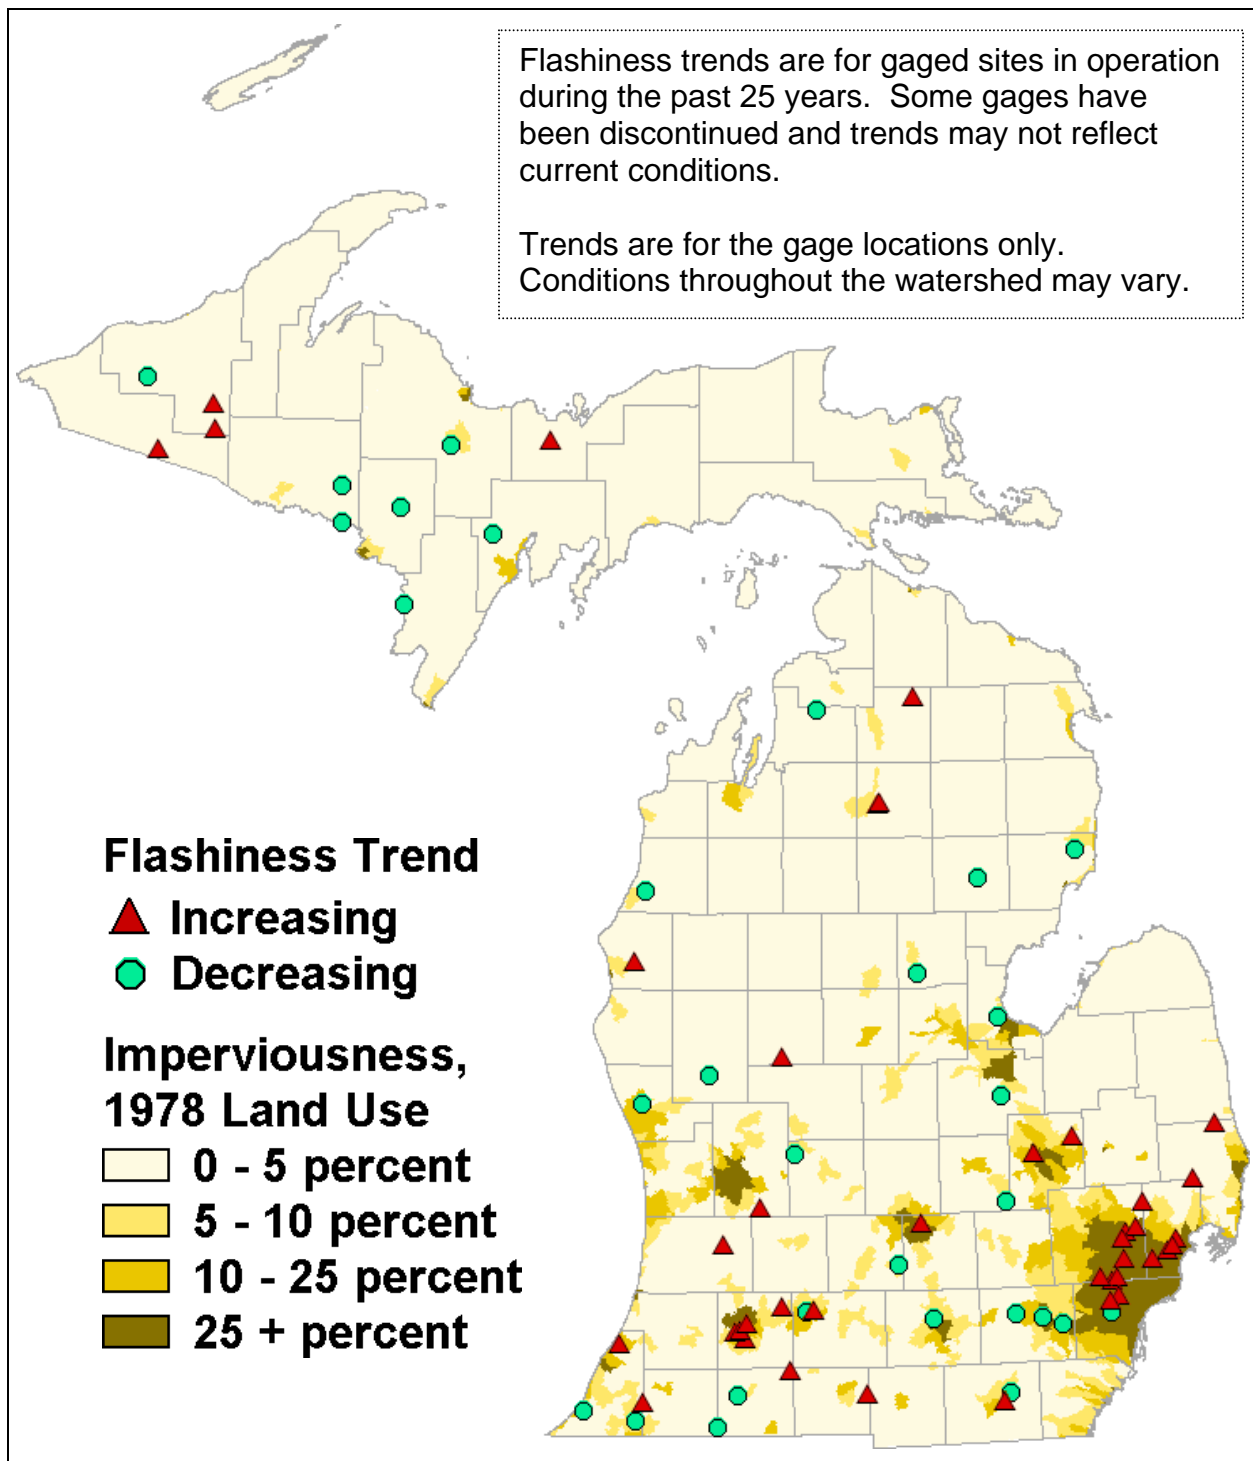 Flashiness trends are for gaged sites in operation
during the past 25 years.  Some gages have
been discontinued and trends may not reflect
current conditions.
Trends are for the gage locations only.
Conditions throughout the watershed may vary.
Flashiness Trend
Increasing
Decreasing
Imperviousness,
1978 Land Use
0 - 5 percent
5 - 10 percent
10 - 25 percent
25 + percent